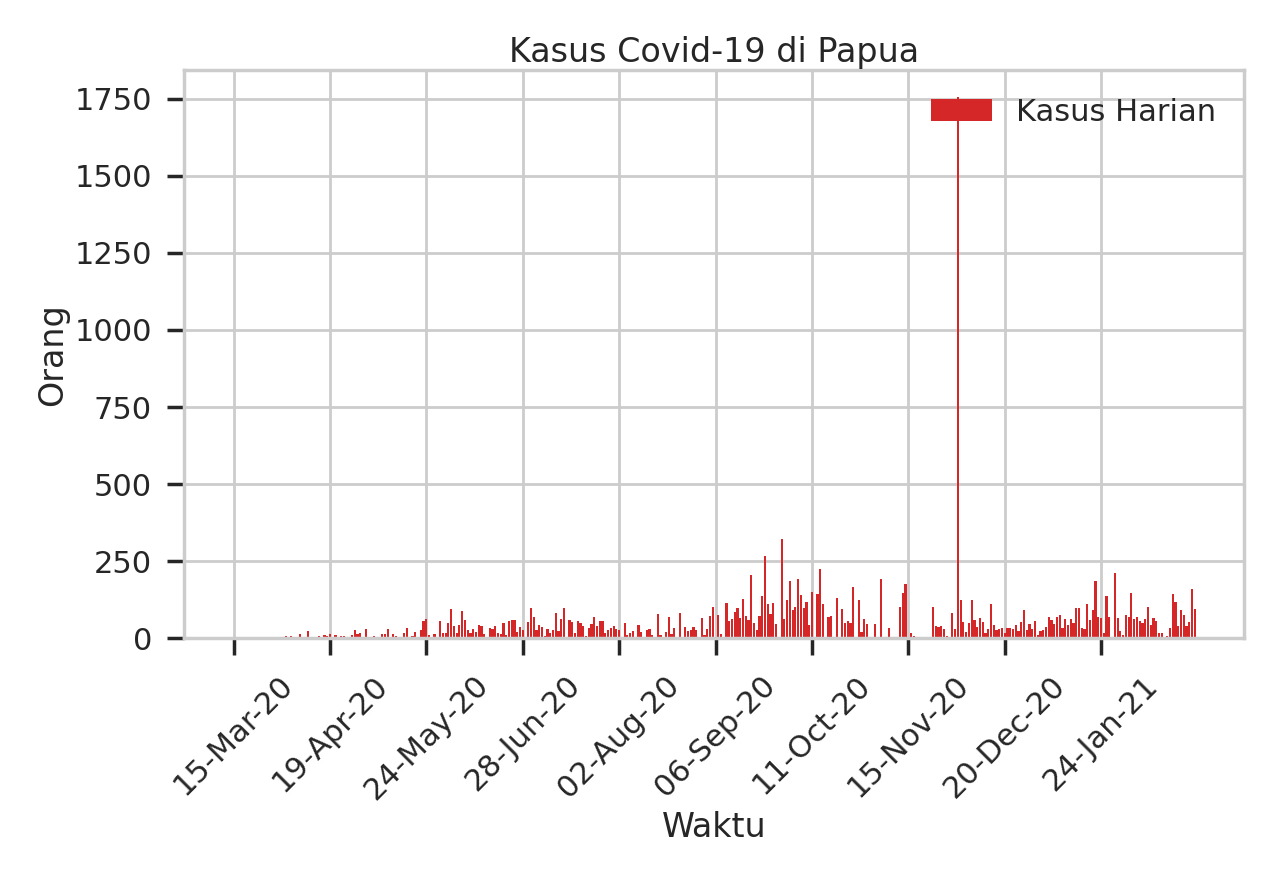 Kasus Covid-19 di Papua
Kasus Harian
Orang
1750
1500
1250
1000
750
500
250
0
15-Mar-20
19-Apr-20
24-May-20
28-Jun-20
02-Aug-20
06-Sep-20
11-Oct-20
15-Nov-20
20-Dec-20
24-Jan-21
Waktu